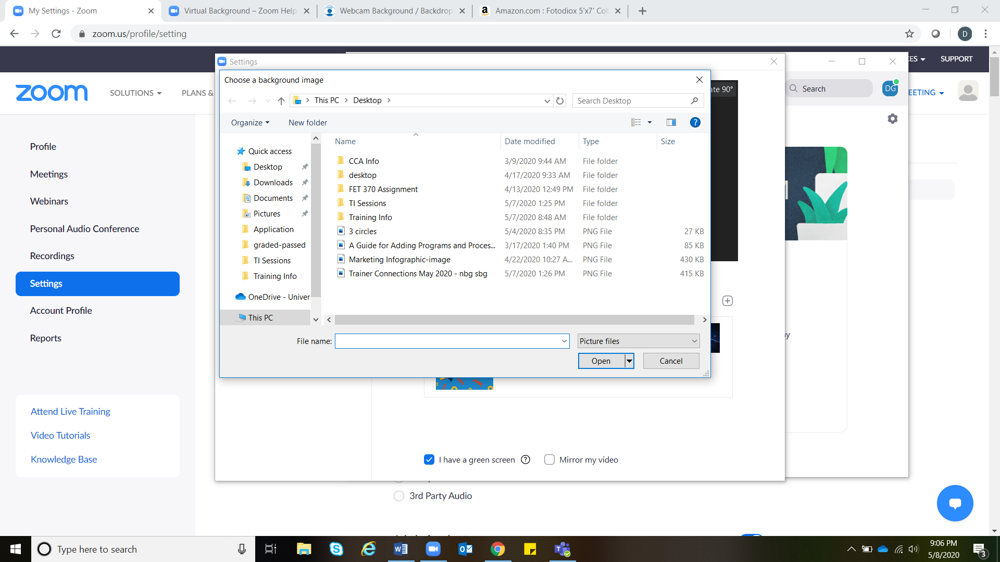 My Settings - Zoom
Virtual Background – Zoom Help
Webcam Background / Backdrop
Amazon.com : Fotodiox 5'x7' Col
zoom.us/profile/setting
D
CES
SUPPORT
zoom
SOLUTIONS
PLANS &
EETING
Settings
Search
DG
Choose a background image
ate 90°
This PC
Desktop
Search Desktop
Organize
New folder
Name
Date modified
Type
Size
Quick access
Desktop
Downloads
Documents
Pictures
Application
graded-passed
TI Sessions
Training Info
OneDrive - Univer
This PC
CCA Info 3/9/2020 9:44 AM File folder
desktop 4/17/2020 9:33 AM File folder
FET 370 Assignment 4/13/2020 12:49 PM File folder
TI Sessions 5/7/2020 1:25 PM File folder
Training Info 5/7/2020 8:48 AM File folder
3 circles 5/4/2020 8:35 PM PNG File 27 KB
A Guide for Adding Programs and Proces... 3/17/2020 1:40 PM PNG File 85 KB
Marketing Infographic-image 4/22/2020 10:27 A... PNG File 430 KB
Trainer Connections May 2020 - nbg sbg 5/7/2020 1:26 PM PNG File 415 KB
File name:
Picture files
Open
Cancel
Profile
Meetings
Webinars
Personal Audio Conference
Recordings
Settings
Account Profile
Reports
Attend Live Training
Video Tutorials
Knowledge Base
I have a green screen
Mirror my video
3rd Party Audio
Type here to search
9:06 PM
5/8/2020
3